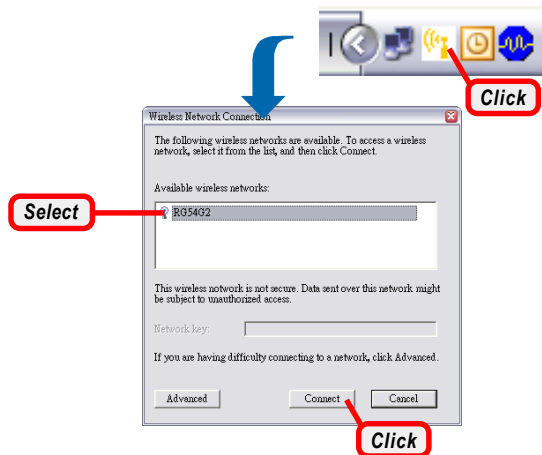 Click
Wireless Network Connection
The following wireless networks are available. To access a wireless
network, select it from the list, and then click Connect.
Available wireless networks:
Select
RG54G2
This wireless notwork is not secure. Data sent over this network might
be subject to unauthorized access.
Network key:
If you are having difficulty connecting to a network, click Advanced.
Advanced
Connect
Cancel
Click